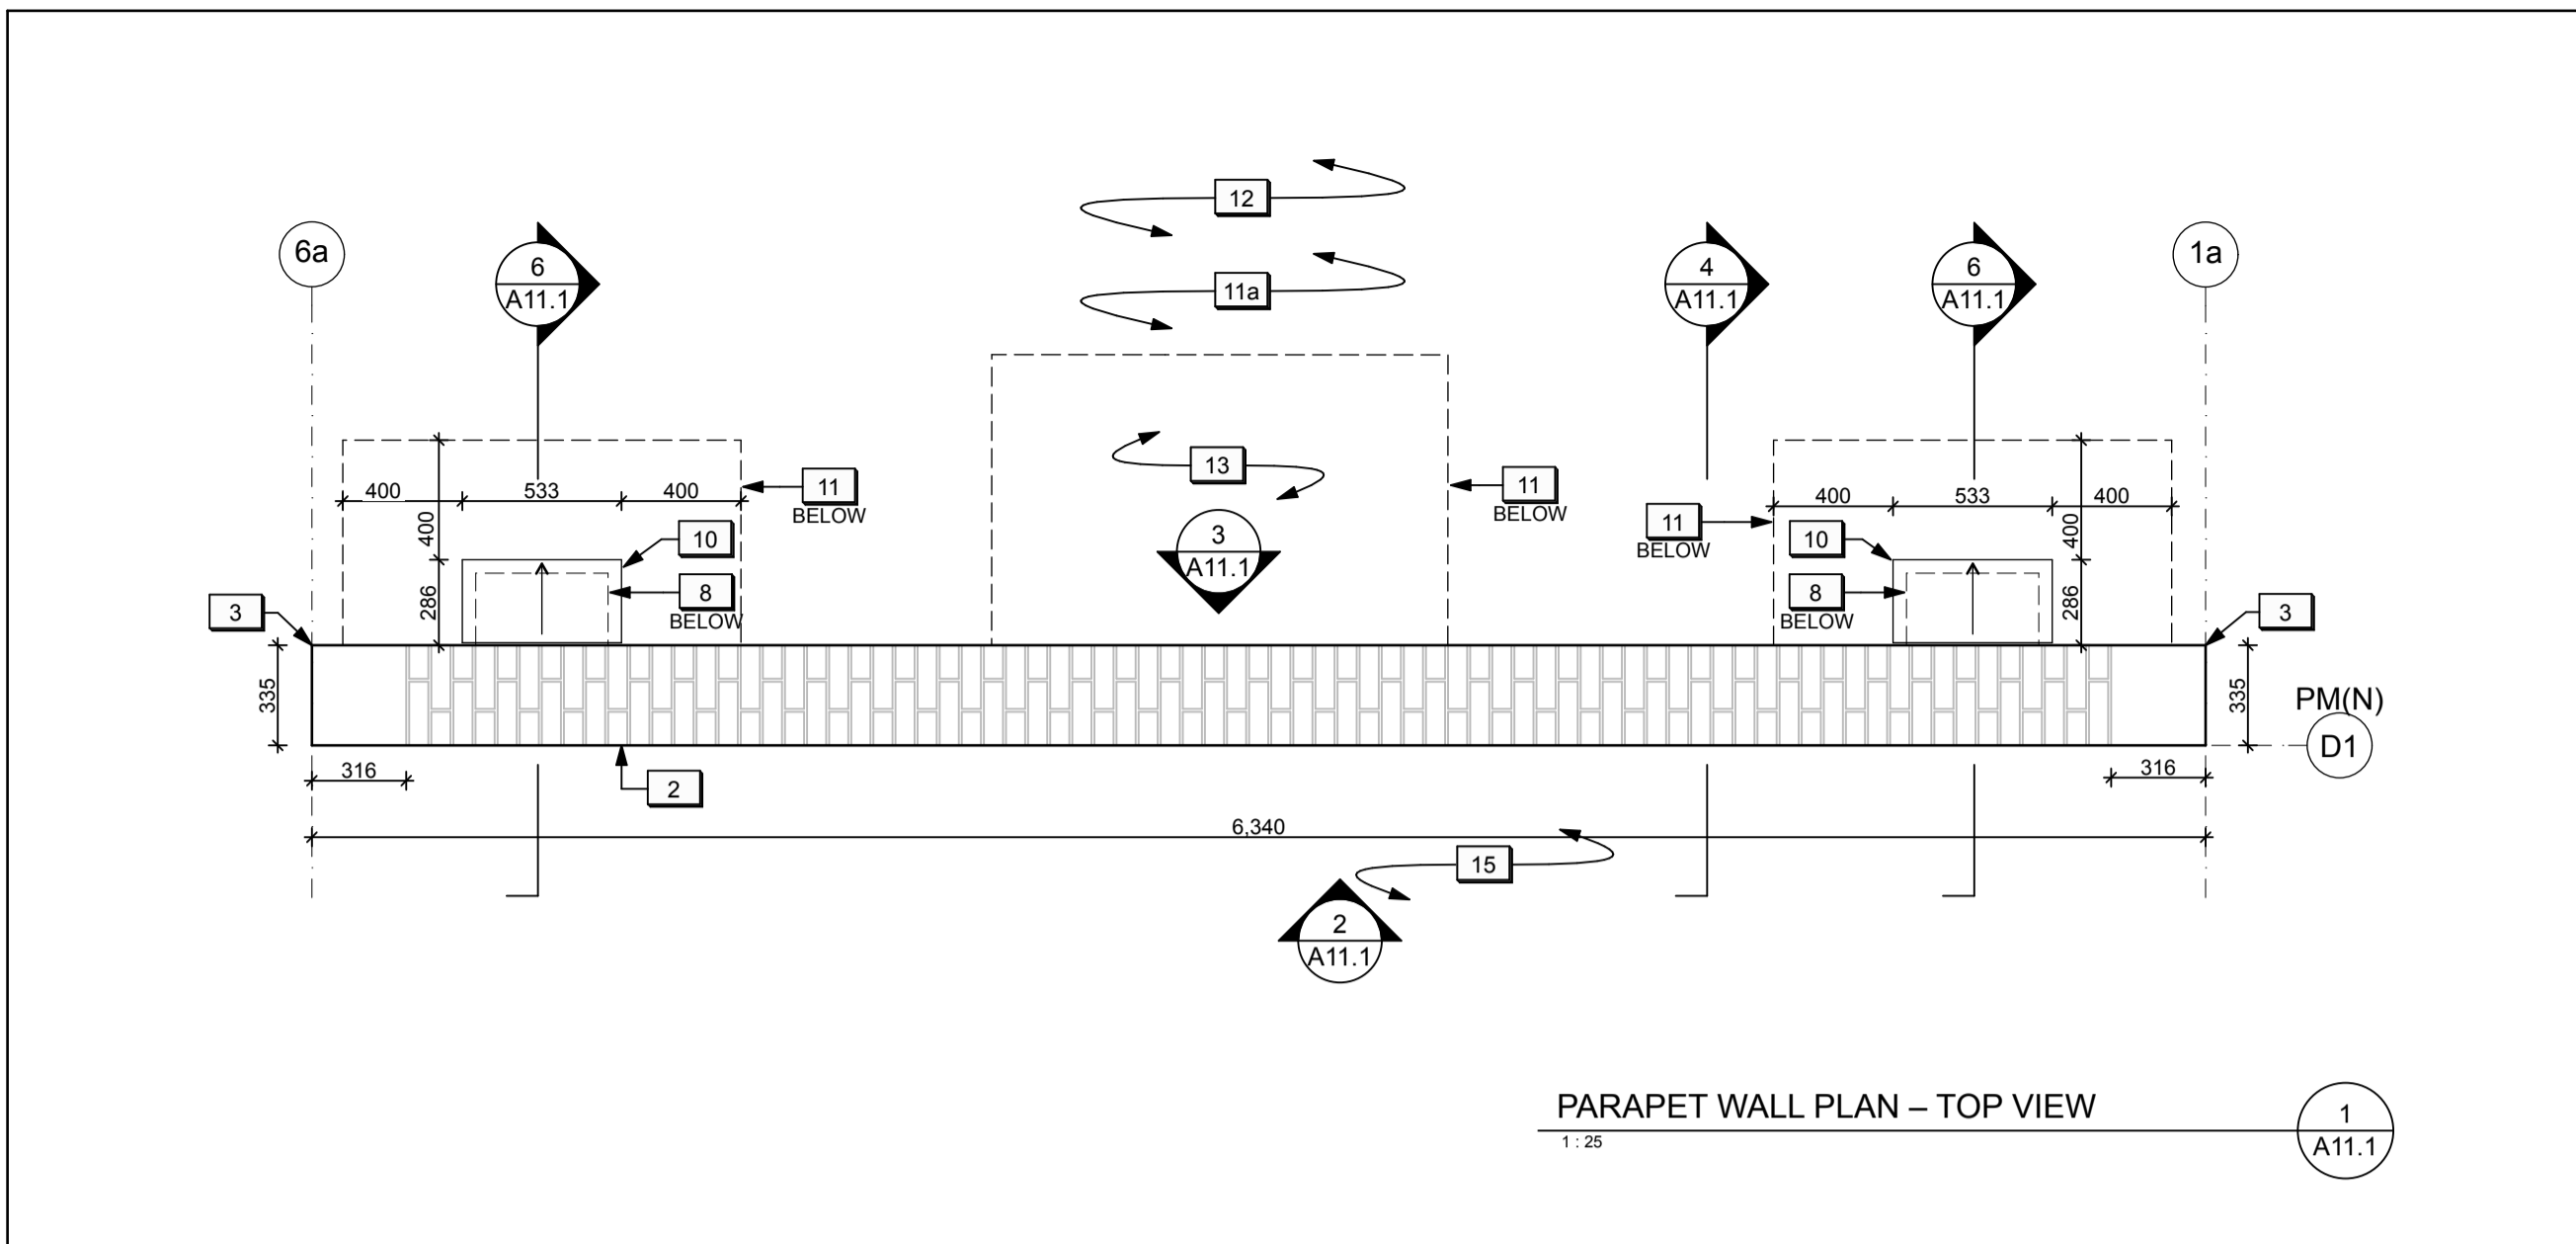 12
6a
6
A11.1
11a
4
A11.1
6
A11.1
1a
13
11
BELOW
11
BELOW
400
533
400
400
533
400
11
BELOW
10
10
400
400
3
A11.1
8
BELOW
8
BELOW
286
286
3
3
335
335
PM(N)
D1
316
2
316
6,340
15
2
A11.1
PARAPET WALL PLAN – TOP VIEW
1 : 25
1
A11.1